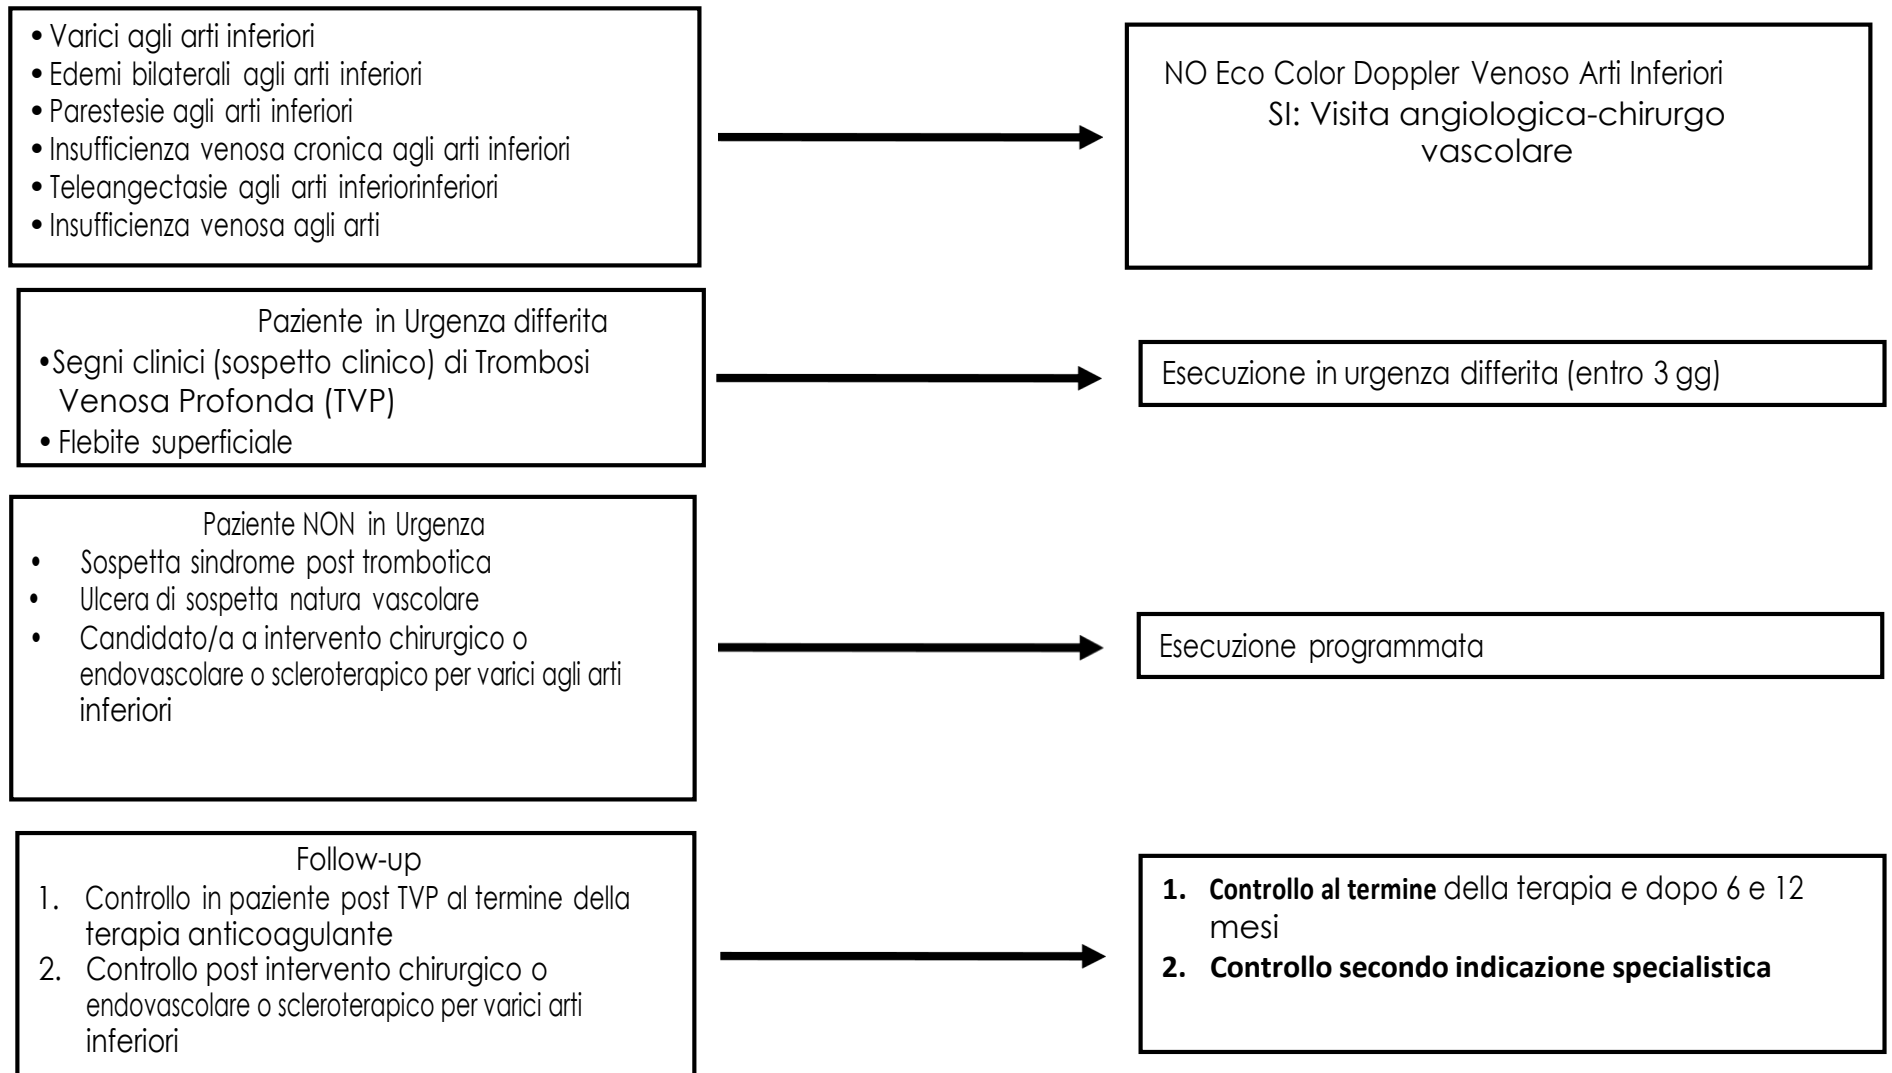 • Varici agli arti inferiori
• Edemi bilaterali agli arti inferiori
• Parestesie agli arti inferiori
• Insufficienza venosa cronica agli arti inferiori
• Teleangectasie agli arti inferiorinferiori
• Insufficienza venosa agli arti
NO Eco Color Doppler Venoso Arti Inferiori
SI: Visita angiologica-chirurgo
vascolare
Paziente in Urgenza differita
•Segni clinici (sospetto clinico) di Trombosi
Venosa Profonda (TVP)
• Flebite superficiale
Esecuzione in urgenza differita (entro 3 gg)
Paziente NON in Urgenza
• Sospetta sindrome post trombotica
• Ulcera di sospetta natura vascolare
• Candidato/a a intervento chirurgico o
endovascolare o scleroterapico per varici agli arti
inferiori
Esecuzione programmata
Follow-up
1. Controllo in paziente post TVP al termine della
terapia anticoagulante
2. Controllo post intervento chirurgico o
endovascolare o scleroterapico per varici arti
inferiori
1. Controllo al termine della terapia e dopo 6 e 12
mesi
2. Controllo secondo indicazione specialistica